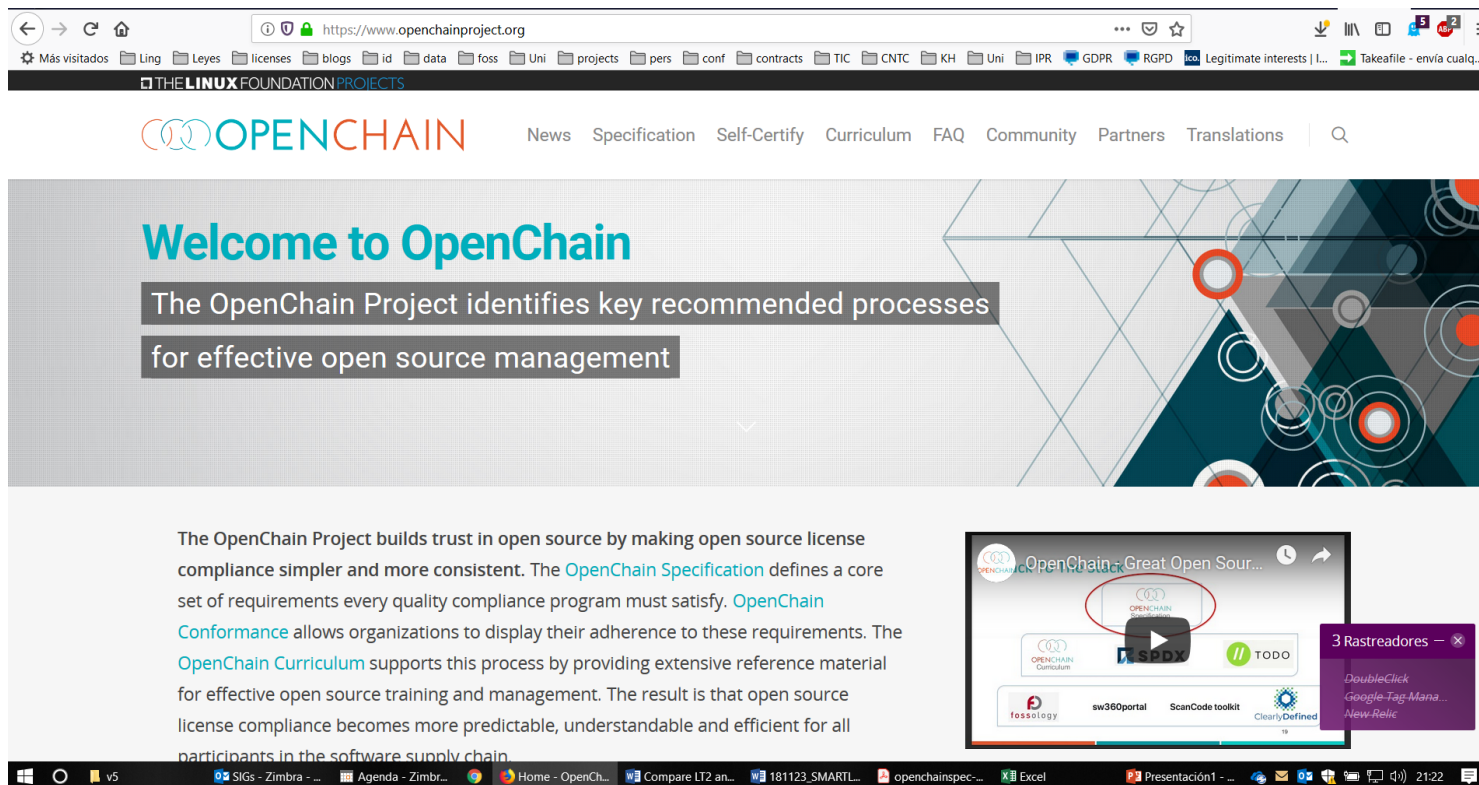 https://www.openchainproject.org
5
2
Más visitados Ling Leyes licenses blogs id data foss Uni projects pers conf contracts TIC CNTC KH Uni IPR GDPR RGPD ico. Legitimate interests | I... Takeafile - envía cualq...
THE LINUX FOUNDATION PROJECTS
OPENCHAIN News Specification Self-Certify Curriculum FAQ Community Partners Translations
Welcome to OpenChain
The OpenChain Project identifies key recommended processes
for effective open source management
The OpenChain Project builds trust in open source by making open source license
compliance simpler and more consistent. The OpenChain Specification defines a core
set of requirements every quality compliance program must satisfy. OpenChain
Conformance allows organizations to display their adherence to these requirements. The
OpenChain Curriculum supports this process by providing extensive reference material
for effective open source training and management. The result is that open source
license compliance becomes more predictable, understandable and efficient for all
participants in the software supply chain.
OPENCHAIN
OpenChain - Great Open Sour...
The Stack
OPENCHAIN
Specification
OPENCHAIN
Curriculum
SPDX
TODO
fossology
sw360portal
ScanCode toolkit
ClearlyDefined
19
3 Rastreadores
DoubleClick
Google Tag Mana...
New Relic
v5 SIGs - Zimbra - ... Agenda - Zimbr... Home - OpenCh... Compare LT2 an... 181123_SMARTL... openchainspec-... Excel Presentación1 - ... 21:22